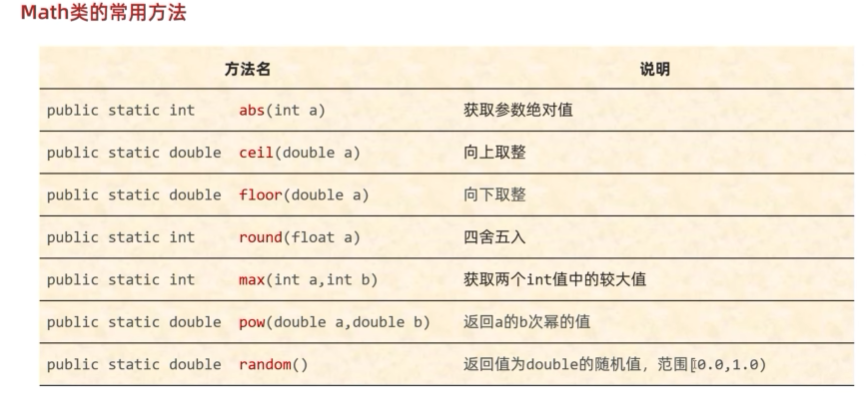 Math类的常用方法
方法名 说明
public static int abs(int a) 获取参数绝对值
public static double ceil(double a) 向上取整
public static double floor(double a) 向下取整
public static int round(float a) 四舍五入
public static int max(int a,int b) 获取两个int值中的较大值
public static double pow(double a,double b) 返回a的b次幂的值
public static double random() 返回值为double的随机值，范围[0.0,1.0)